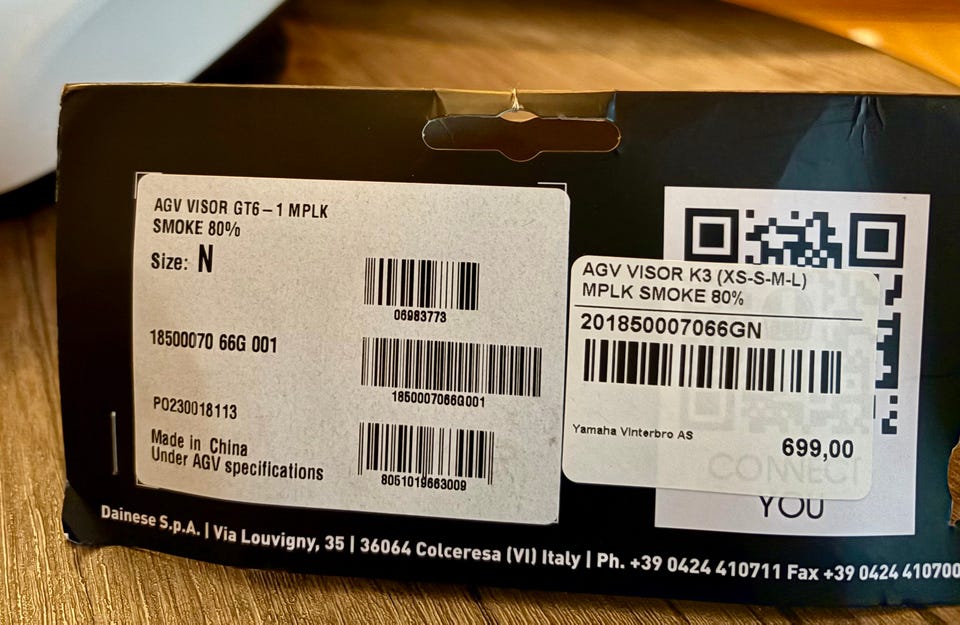 AGV VISOR GT6-1 MPLK
SMOKE 80%
Size: N
06983773
18500070 66G 001
1850007066G001
PO230018113
Made in China
Under AGV specifications
8051019663009
AGV VISOR K3 (XS-S-M-L)
MPLK SMOKE 80%
201850007066GN
Yamaha Vinterbro AS
699,00
CONNECT
YOU
Dainese S.p.A. | Via Louvigny, 35 | 36064 Colceresa (VI) Italy | Ph. +39 0424 410711 Fax +39 0424 410700